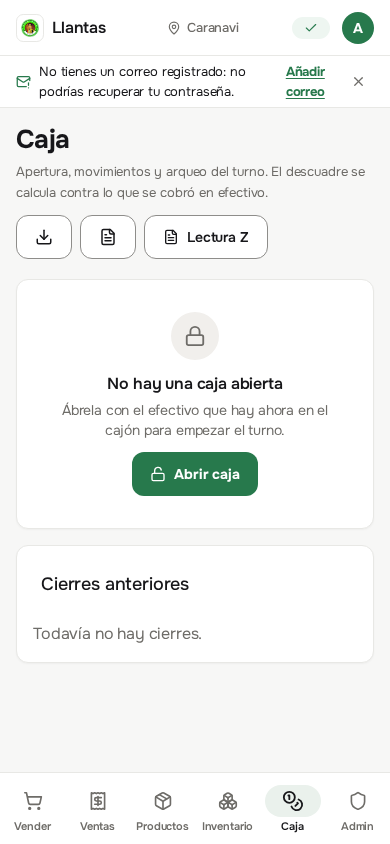 Llantas
Caranavi
A
No tienes un correo registrado: no
podrías recuperar tu contraseña.
Añadir
correo
Caja
Apertura, movimientos y arqueo del turno. El descuadre se
calcula contra lo que se cobró en efectivo.
Lectura Z
No hay una caja abierta
Ábrela con el efectivo que hay ahora en el
cajón para empezar el turno.
Abrir caja
Cierres anteriores
Todavía no hay cierres.
Vender
Ventas
Productos
Inventario
Caja
Admin